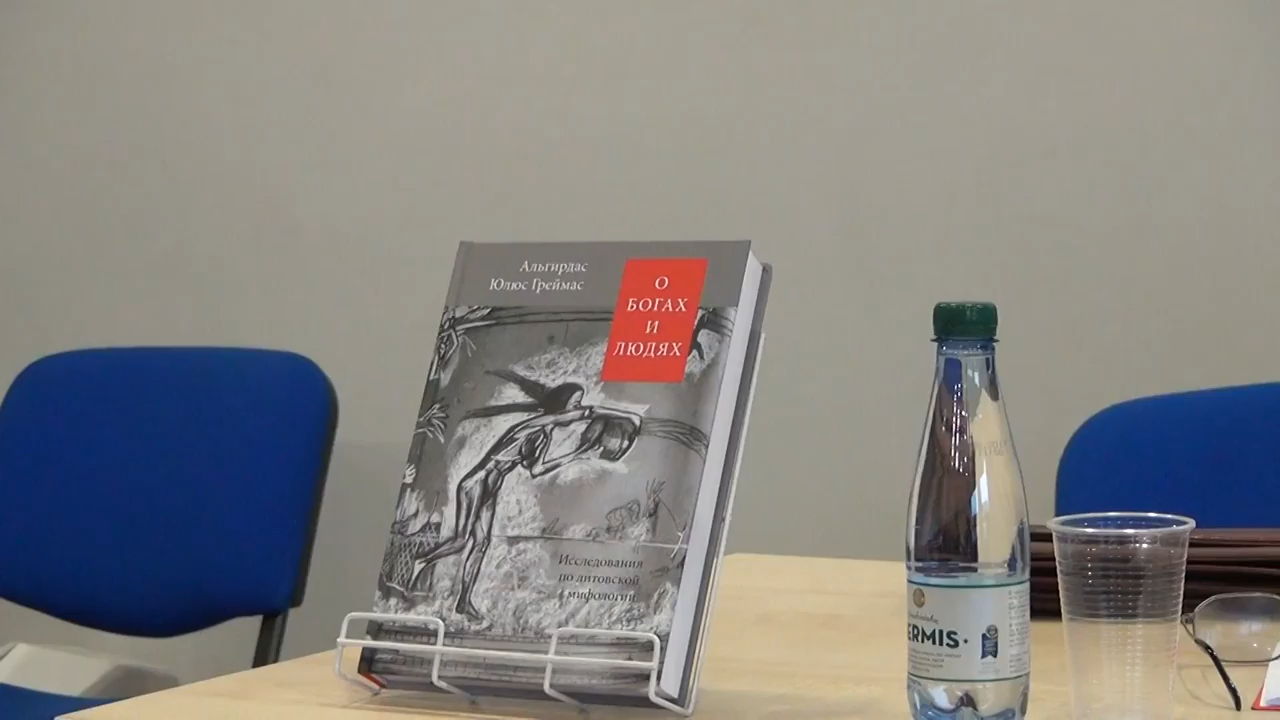 Альгирдас
Юлюс Греймас
О
БОГАХ
И
ЛЮДЯХ
Исследования
по литовской
мифологии
ERMIS